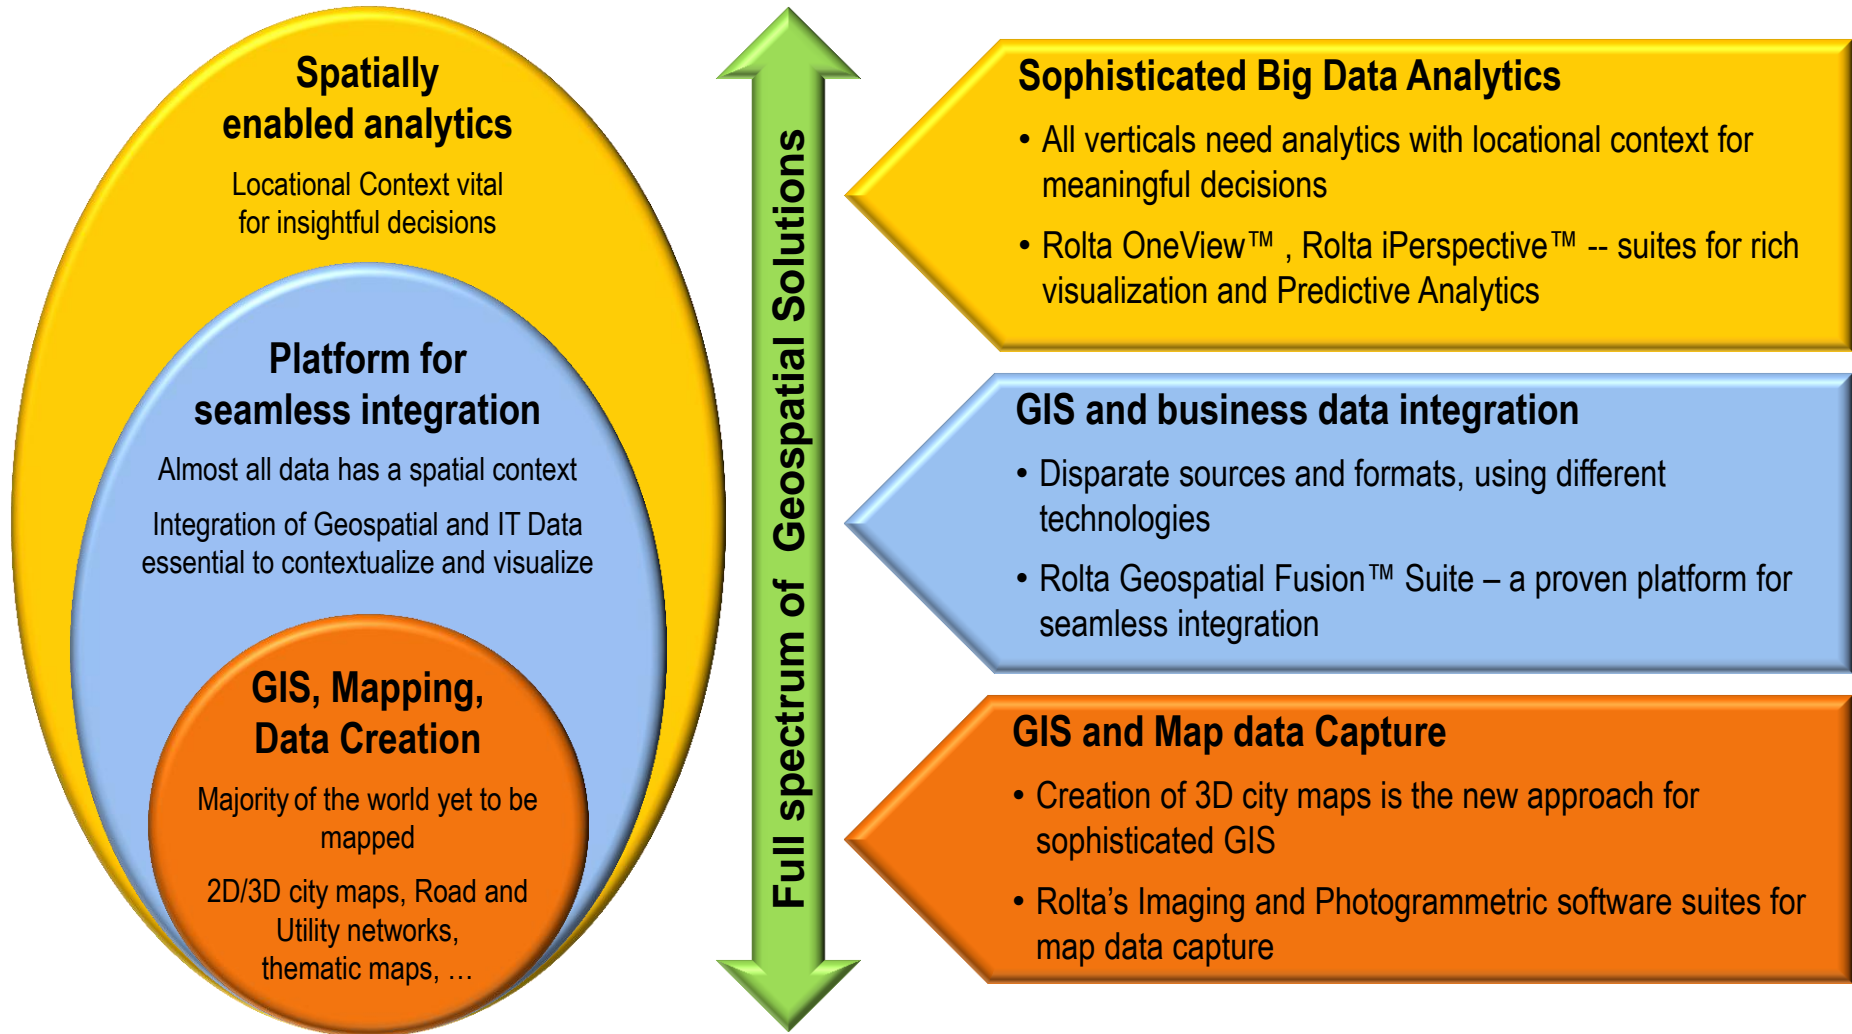 Spatially
enabled analytics
Locational Context vital
for insightful decisions
Platform for
seamless integration
Almost all data has a spatial context
Integration of Geospatial and IT Data
essential to contextualize and visualize
GIS, Mapping,
Data Creation
Majority of the world yet to be
mapped
2D/3D city maps, Road and
Utility networks,
thematic maps, …
Full spectrum of Geospatial Solutions
Sophisticated Big Data Analytics
• All verticals need analytics with locational context for
meaningful decisions
• Rolta OneView™ , Rolta iPerspective™ -- suites for rich
visualization and Predictive Analytics
GIS and business data integration
• Disparate sources and formats, using different
technologies
• Rolta Geospatial Fusion™ Suite – a proven platform for
seamless integration
GIS and Map data Capture
• Creation of 3D city maps is the new approach for
sophisticated GIS
• Rolta’s Imaging and Photogrammetric software suites for
map data capture